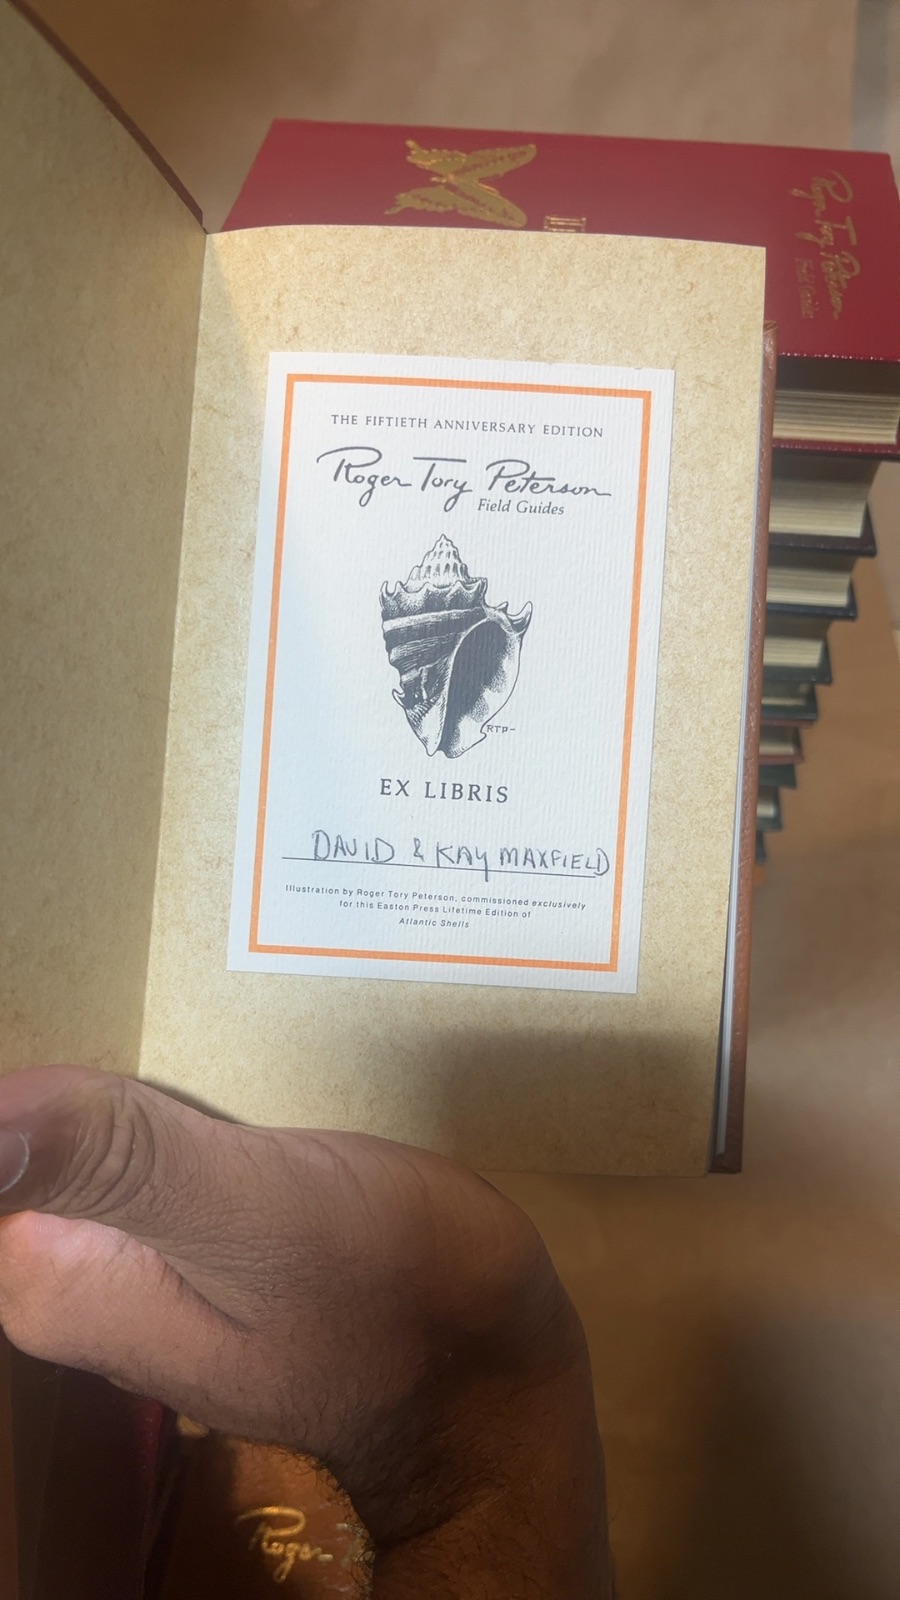 Roger Tory Peterson
Field Guides
THE FIFTIETH ANNIVERSARY EDITION
Roger Tory Peterson
Field Guides
RTP-
EX LIBRIS
DAVID & KAY MAXFIELD
Illustration by Roger Tory Peterson, commissioned exclusively
for this Easton Press Lifetime Edition of
Atlantic Shells
Roger